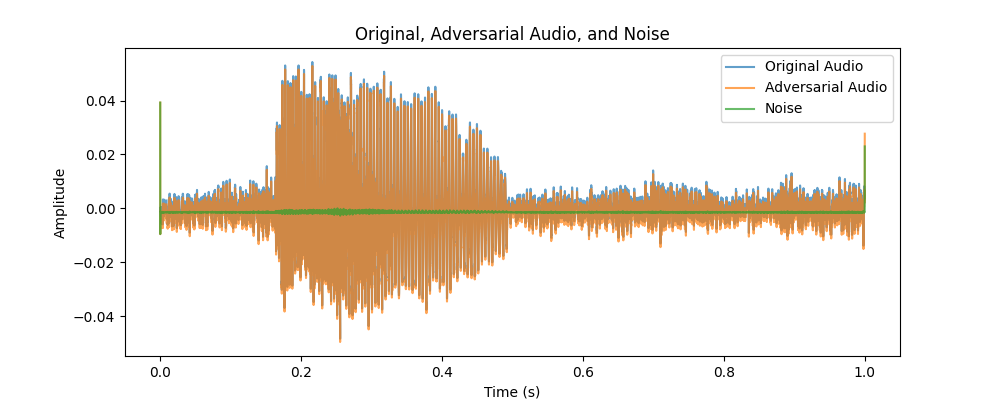 Original, Adversarial Audio, and Noise
Original Audio
Adversarial Audio
Noise
Amplitude
0.04
0.02
0.00
−0.02
−0.04
0.0
0.2
0.4
0.6
0.8
1.0
Time (s)